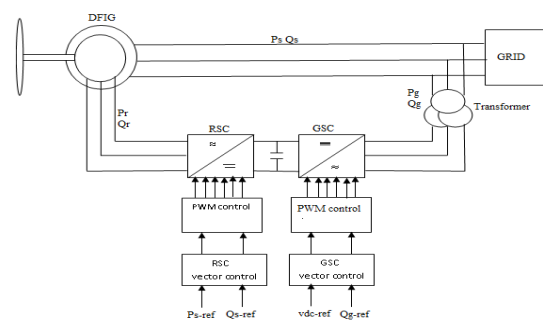 DFIG
Ps Qs
GRID
Pg
Qg
Transformer
Pr
Qr
RSC
GSC
≈
=
=
≈
PWM control
PWM control
RSC
vector control
GSC
vector control
Ps-ref
Qs-ref
vdc-ref
Qg-ref